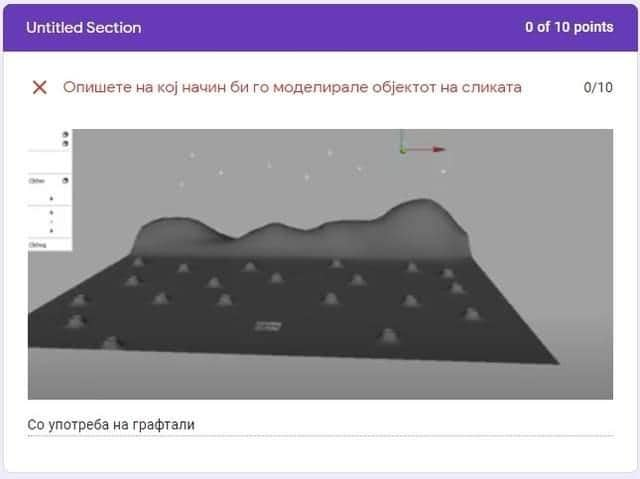 Untitled Section
0 of 10 points
Опишете на кој начин би го моделирале објектот на сликата
0/10
Со употреба на графтали